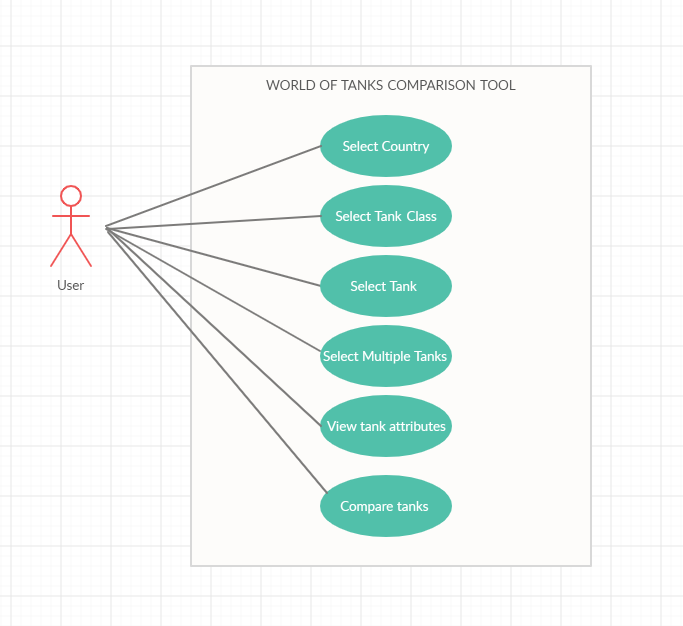 WORLD OF TANKS COMPARISON TOOL
Select Country
Select Tank Class
User
Select Tank
Select Multiple Tanks
View tank attributes
Compare tanks